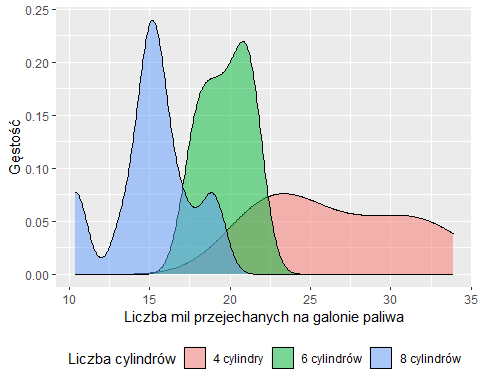 0.25
0.20
0.15
0.10
0.05
0.00
Gęstość
10 15 20 25 30 35
Liczba mil przejechanych na galonie paliwa
Liczba cylindrów 4 cylindry 6 cylindrów 8 cylindrów